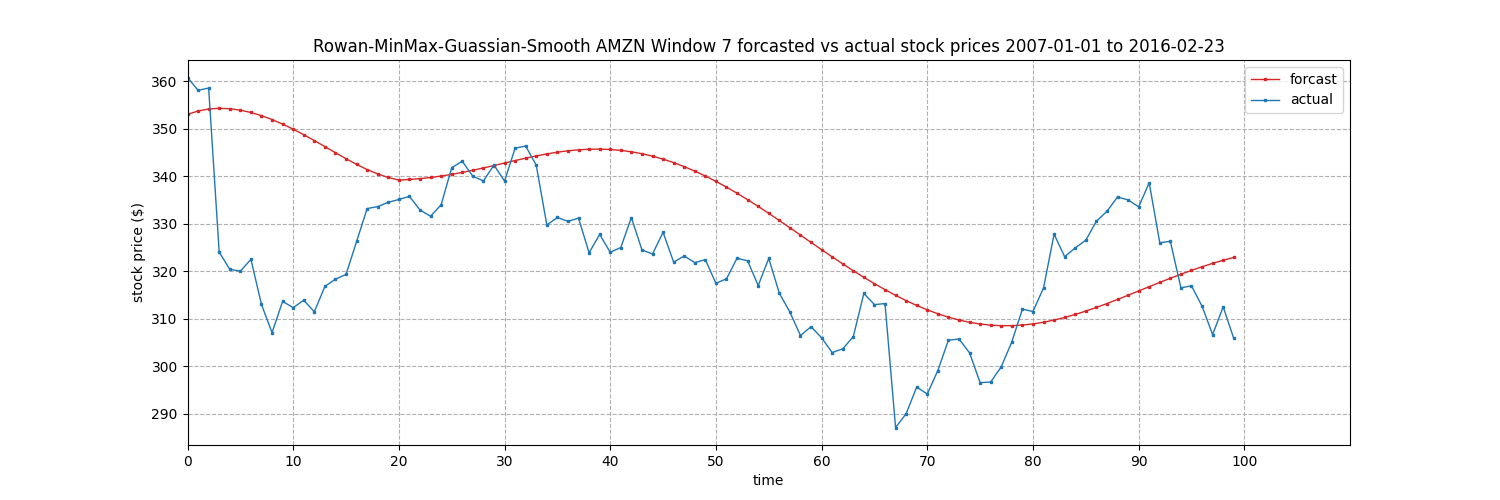 Rowan-MinMax-Guassian-Smooth AMZN Window 7 forcasted vs actual stock prices 2007-01-01 to 2016-02-23
forcast
actual
stock price ($)
360
350
340
330
320
310
300
290
0 10 20 30 40 50 60 70 80 90 100
time